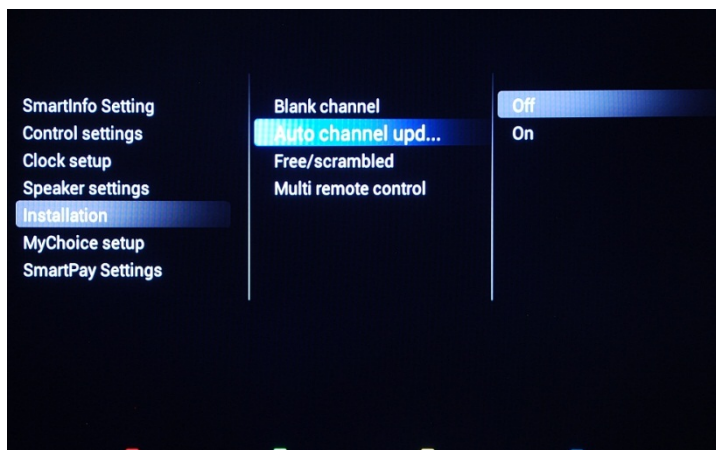 SmartInfo Setting
Control settings
Clock setup
Speaker settings
Installation
MyChoice setup
SmartPay Settings
Blank channel
Auto channel upd...
Free/scrambled
Multi remote control
Off
On